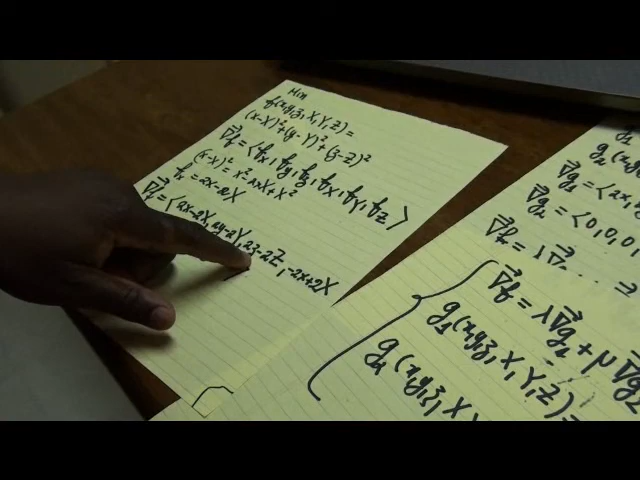 Min
f(x,y,z,X,Y,Z)=
(x-X)²+(y-Y)²+(z-Z)²
∇f=⟨fx,fy,fz,fX,fY,fZ⟩
(x-X)²=x²-2xX+X²
fx=2x-2X
∇f=⟨2x-2X,2y-2Y,2z-2Z,-2x+2X
g1
g2(x,y
∇g1=⟨2x,
∇g2=⟨0,0,0,
∇f=λ∇
∇f=λ∇g1+μ∇g2
g1(x,y,z,X,Y,Z)=
g2(x,y,z,X,Y